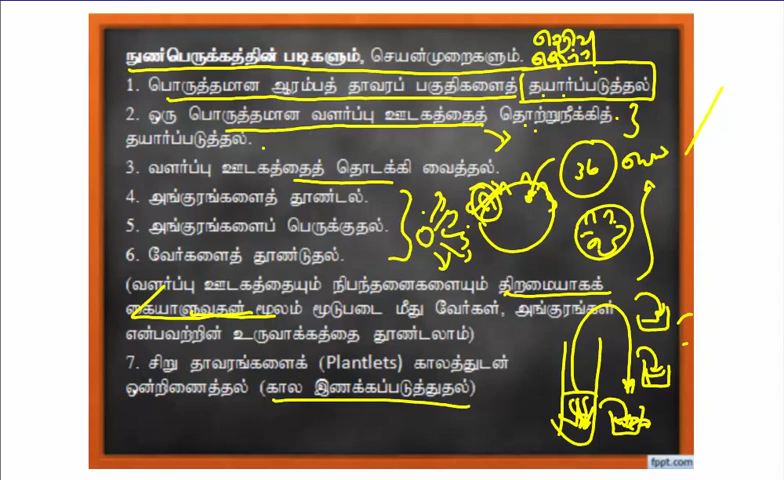 நுண்பெருக்கத்தின் படிகளும், செயன்முறைகளும்.
1. பொருத்தமான ஆரம்பத் தாவரப் பகுதிகளைத் தயார்ப்படுத்தல்
2. ஒரு பொருத்தமான வளர்ப்பு ஊடகத்தைத் தொற்றுநீக்கித்
தயார்ப்படுத்தல்.
3. வளர்ப்பு ஊடகத்தைத் தொடக்கி வைத்தல்.
36
4. அங்குரங்களைத் தூண்டல்.
5. அங்குரங்களைப் பெருக்குதல்.
6. வேர்களைத் தூண்டுதல்.
(வளர்ப்பு ஊடகத்தையும் நிபந்தனைகளையும் திறமையாகக்
கையாளுவதன் மூலம் மூடுபடை மீது வேர்கள், அங்குரங்கள்
என்பவற்றின் உருவாக்கத்தை தூண்டலாம்)
7. சிறு தாவரங்களைக் (Plantlets) காலத்துடன்
ஒன்றிணைத்தல் (கால இணக்கப்படுத்துதல்)
fppt.com